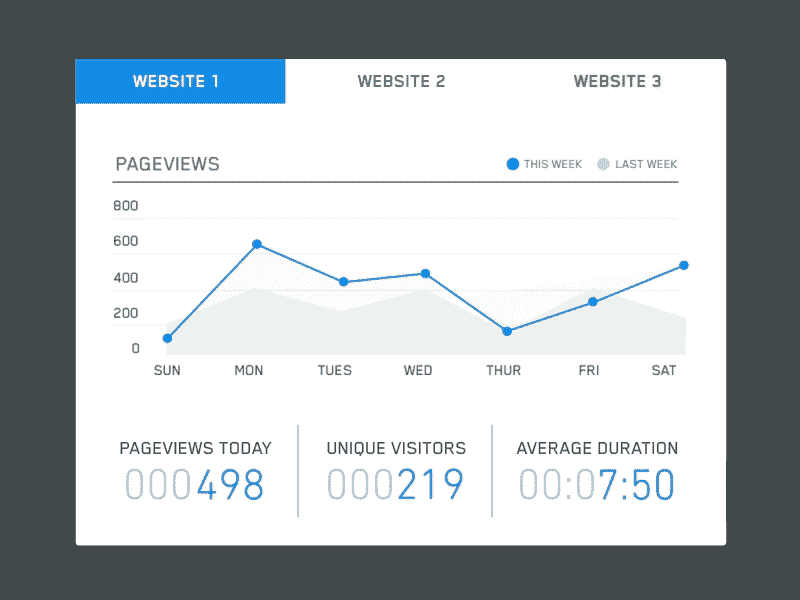 WEBSITE 1
WEBSITE 2
WEBSITE 3
PAGEVIEWS
THIS WEEK
LAST WEEK
800
600
400
200
0
SUN MON TUES WED THUR FRI SAT
PAGEVIEWS TODAY
000498
UNIQUE VISITORS
000219
AVERAGE DURATION
00:07:50